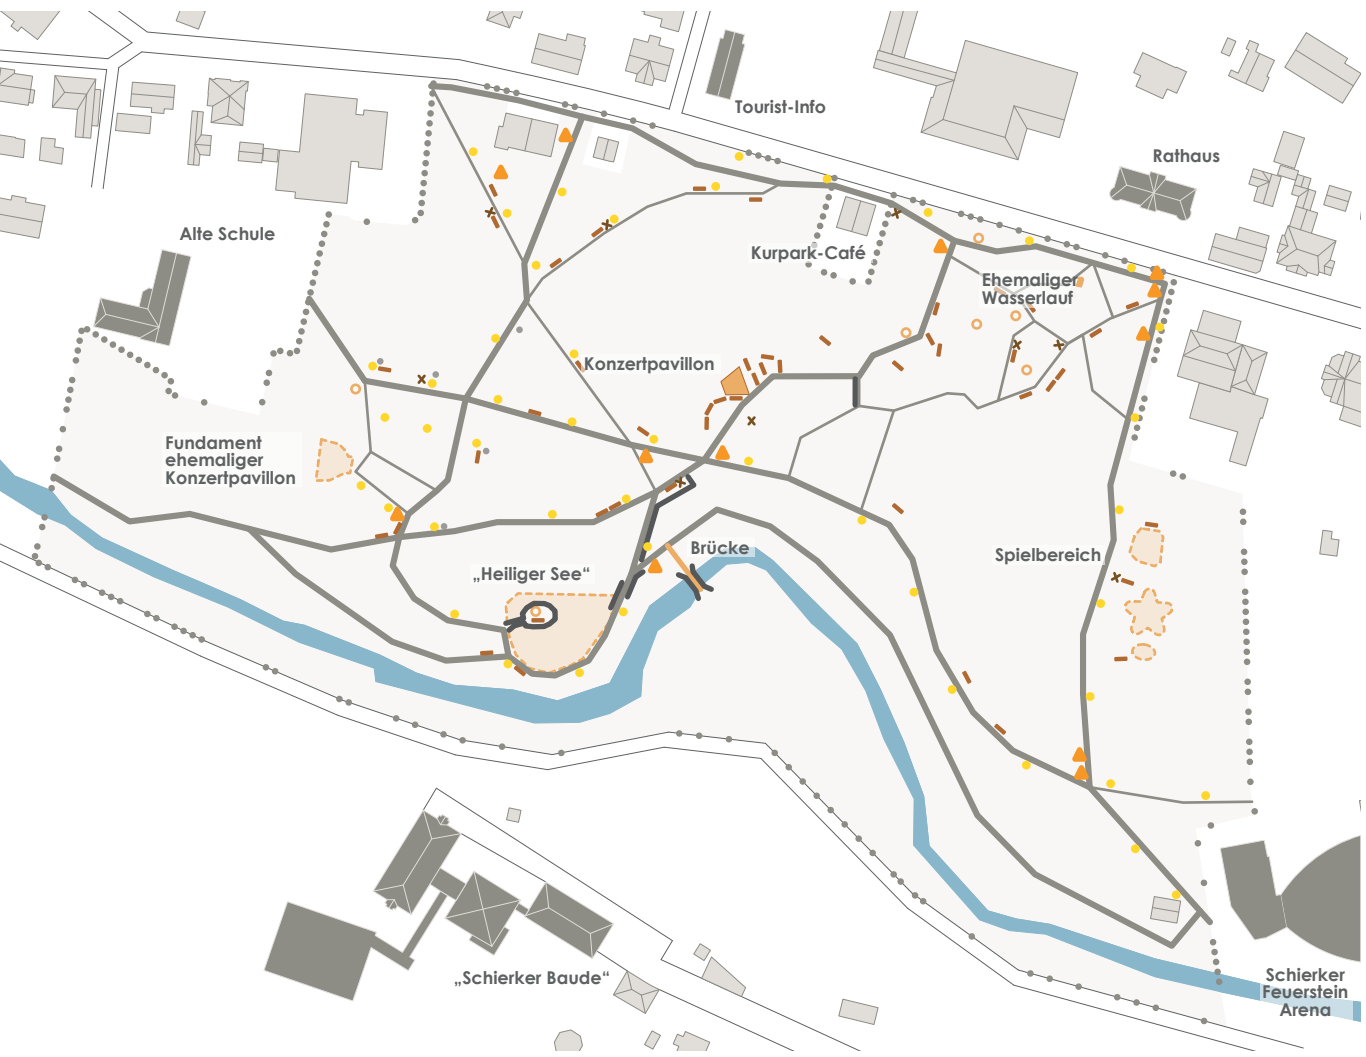 Tourist-Info
Rathaus
Alte Schule
Kurpark-Café
Ehemaliger
Wasserlauf
Konzertpavillon
Fundament
ehemaliger
Konzertpavillon
Brücke
Spielbereich
„Heiliger See“
„Schierker Baude“
Schierker
Feuerstein
Arena